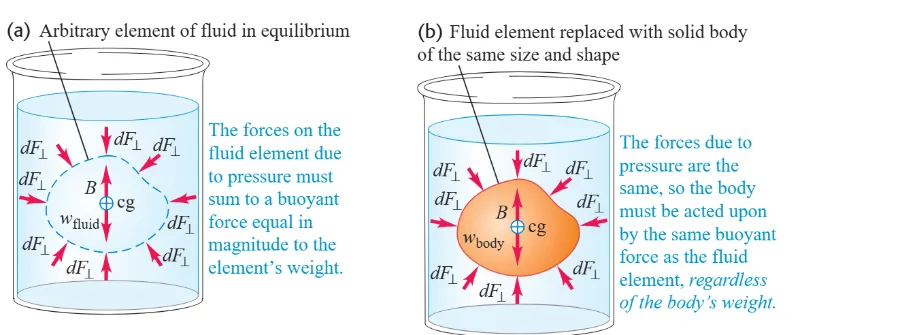 (a) Arbitrary element of fluid in equilibrium
dF⊥
dF⊥
dF⊥
dF⊥
B
cg
w_fluid
dF⊥
dF⊥
dF⊥
dF⊥
The forces on the
fluid element due
to pressure must
sum to a buoyant
force equal in
magnitude to the
element’s weight.
(b) Fluid element replaced with solid body
of the same size and shape
dF⊥
dF⊥
dF⊥
dF⊥
dF⊥
B
cg
w_body
dF⊥
dF⊥
dF⊥
The forces due to
pressure are the
same, so the body
must be acted upon
by the same buoyant
force as the fluid
element, regardless
of the body’s weight.